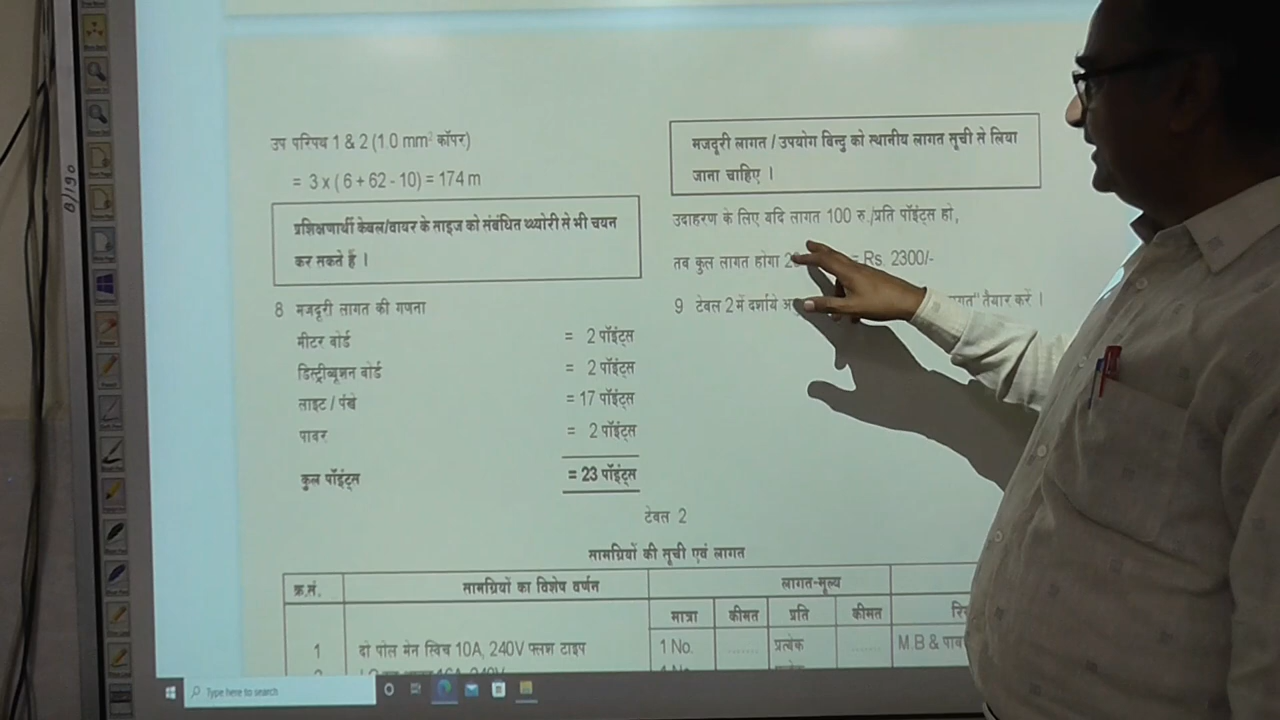 उप परिपथ 1 & 2 (1.0 mm² कॉपर)
= 3 x ( 6 + 62 - 10) = 174 m
प्रशिक्षणार्थी केबल/वायर के साइज को संबंधित थ्योरी से भी चयन
कर सकते हैं ।
8 मजदूरी लागत की गणना
मीटर बोर्ड = 2 पॉइंट्स
डिस्ट्रीब्यूशन बोर्ड = 2 पॉइंट्स
लाइट / पंखे = 17 पॉइंट्स
पावर = 2 पॉइंट्स
कुल पॉइंट्स = 23 पॉइंट्स
मजदूरी लागत / उपयोग बिन्दु को स्थानीय लागत सूची से लिया
जाना चाहिए ।
उदाहरण के लिए यदि लागत 100 रु./प्रति पॉइंट्स हो,
तब कुल लागत होगा = Rs. 2300/-
9 टेबल 2 में दर्शाये तैयार करें ।
टेबल 2
सामग्रियों की सूची एवं लागत
क्र.सं. सामग्रियों का विशेष वर्णन लागत-मूल्य
मात्रा कीमत प्रति कीमत
1 दो पोल मेन स्विच 10A, 240V फ्लश टाइप 1 No. ....... प्रत्येक ....... M.B & पाव
Type here to search
8/190